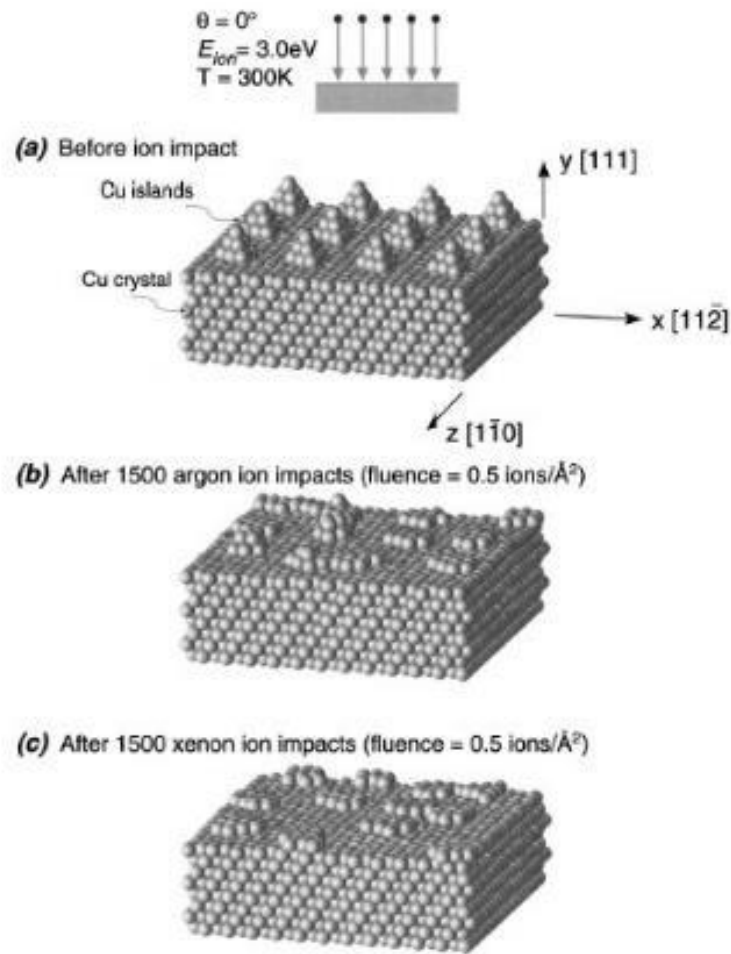 θ = 0°
E_ion = 3.0eV
T = 300K
(a) Before ion impact
y [111]
Cu islands
Cu crystal
x [112̄]
z [11̄0]
(b) After 1500 argon ion impacts (fluence = 0.5 ions/Å²)
(c) After 1500 xenon ion impacts (fluence = 0.5 ions/Å²)